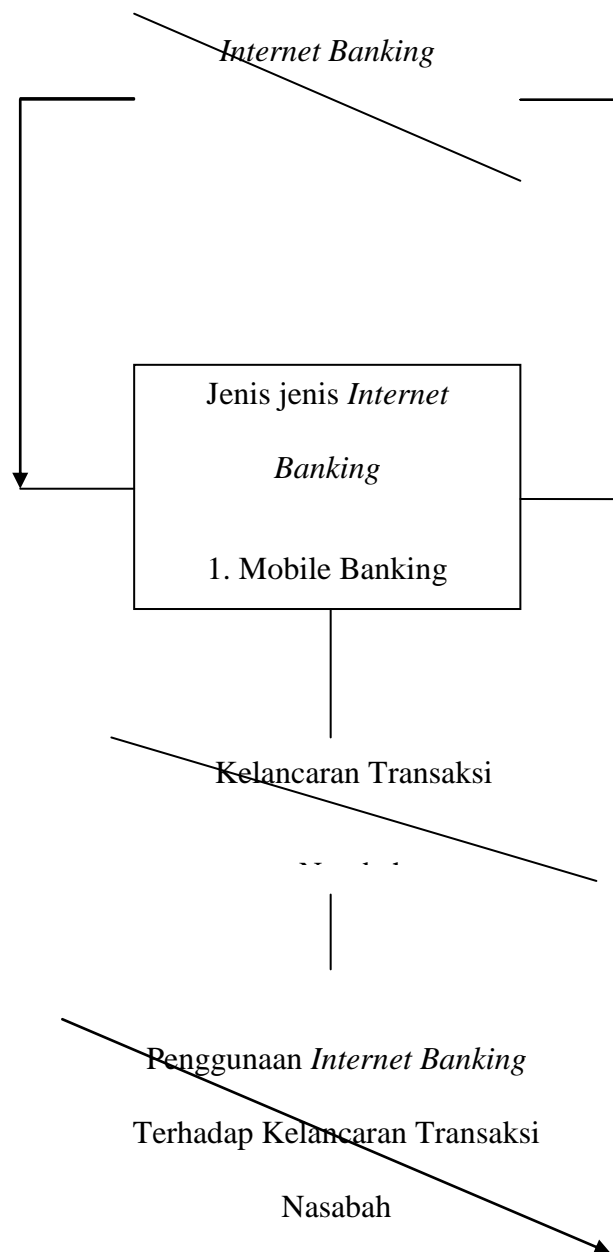 Internet Banking
Jenis jenis Internet
Banking
1. Mobile Banking
Kelancaran Transaksi
Penggunaan Internet Banking
Terhadap Kelancaran Transaksi
Nasabah